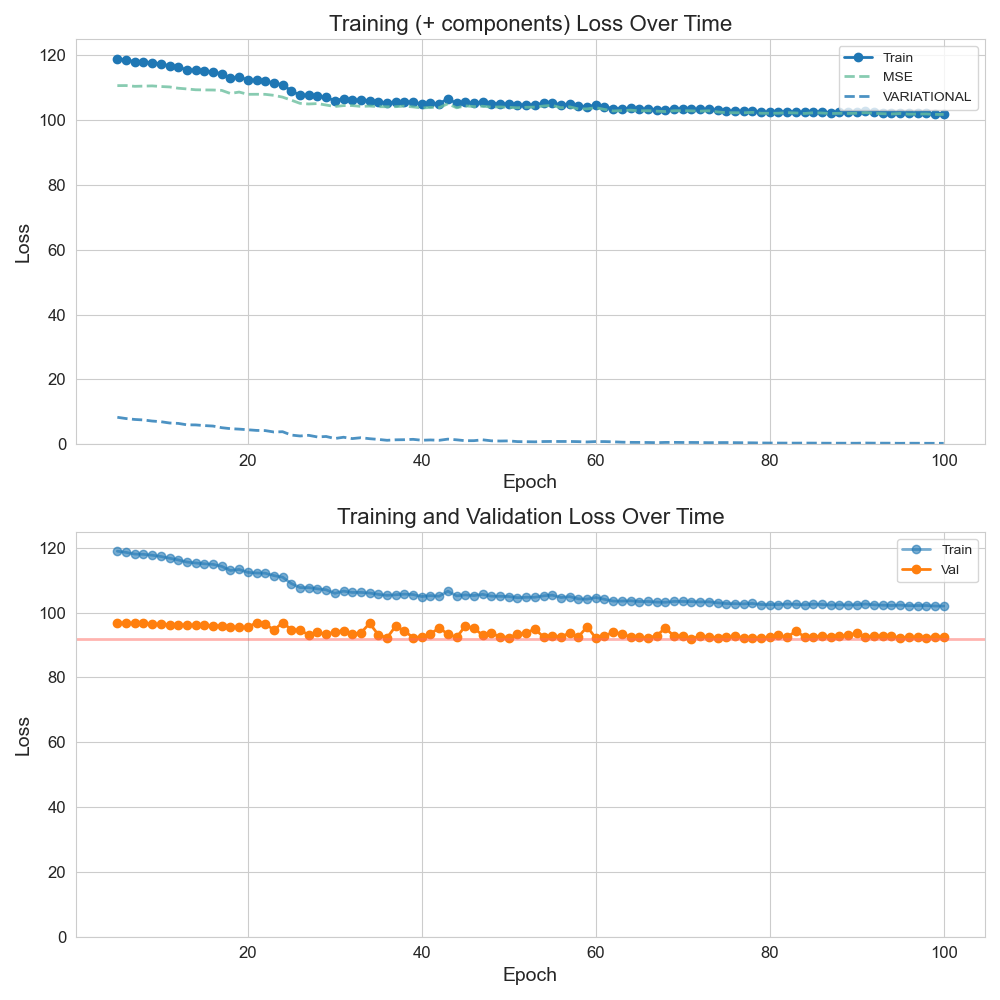 Training (+ components) Loss Over Time
Loss
120
100
80
60
40
20
0
Train
MSE
VARIATIONAL
20 40 60 80 100
Epoch
Training and Validation Loss Over Time
Loss
120
100
80
60
40
20
0
Train
Val
20 40 60 80 100
Epoch